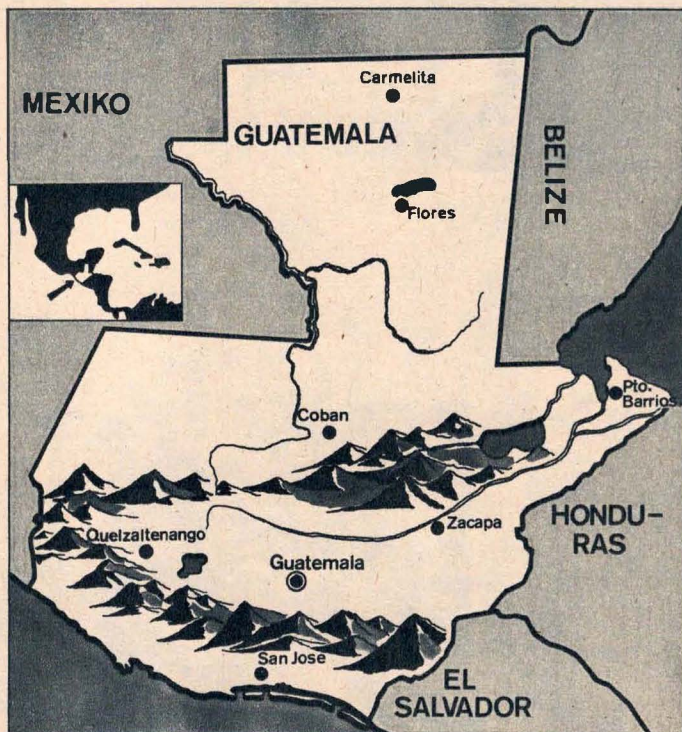 Carmelita
MEXIKO
GUATEMALA
BELIZE
Flores
Pto.
Barrios
Coban
HONDU-
RAS
Zacapa
Quelzaltenango
Guatemala
San Jose
EL
SALVADOR